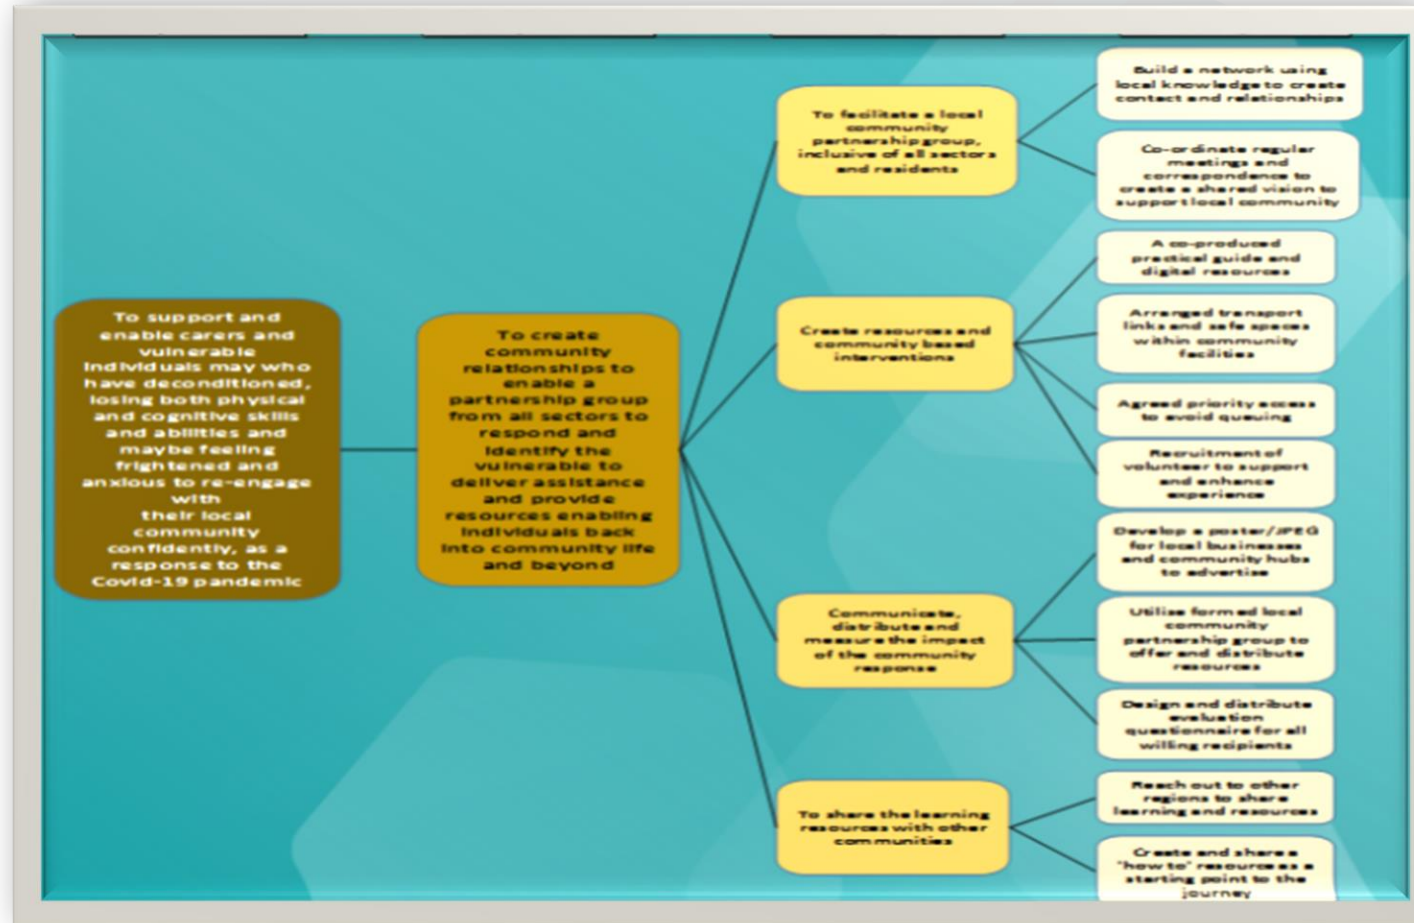 To support and
enable carers and
vulnerable
individuals may who
have deconditioned,
losing both physical
and cognitive skills
and abilities and
maybe feeling
frightened and
anxious to re-engage
with
their local
community
confidently, as a
response to the
Covid-19 pandemic
To create
community
relationships to
enable a
partnership group
from all sectors to
respond and
identify the
vulnerable to
deliver assistance
and provide
resources enabling
individuals back
into community life
and beyond
To facilitate a local
community
partnership group,
inclusive of all sectors
and residents
Build a network using
local knowledge to create
contact and relationships
Co-ordinate regular
meetings and
correspondence to
create a shared vision to
support local community
Create resources and
community based
interventions
A co-produced
practical guide and
digital resources
Arranged transport
links and safe spaces
within community
facilities
Agreed priority access
to avoid queuing
Recruitment of
volunteer to support
and enhance
experience
Communicate,
distribute and
measure the impact
of the community
response
Develop a poster/JPEG
for local businesses
and community hubs
to advertise
Utilise formed local
community
partnership group to
offer and distribute
resources
Design and distribute
evaluation
questionnaire for all
willing recipients
To share the learning
resources with other
communities
Reach out to other
regions to share
learning and resources
Create and share a
'how to' resource as a
starting point to the
journey